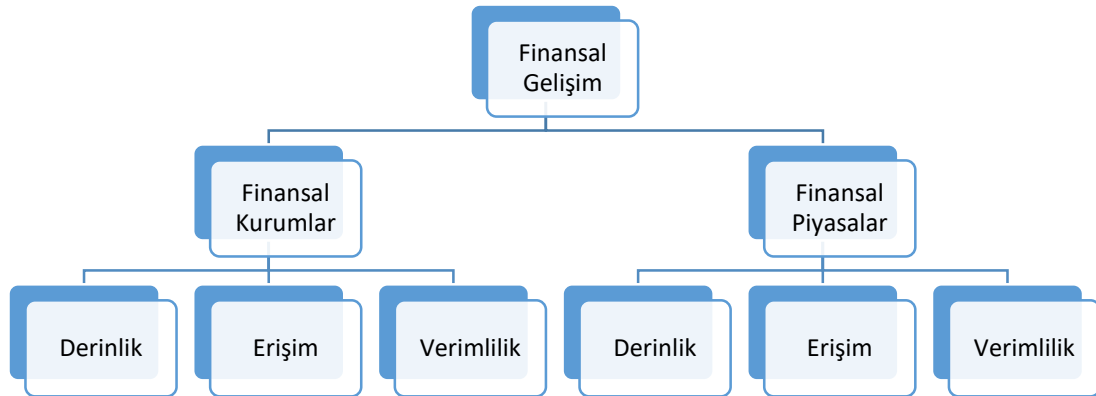 Finansal
Gelişim
Finansal
Kurumlar
Finansal
Piyasalar
Derinlik
Erişim
Verimlilik
Derinlik
Erişim
Verimlilik